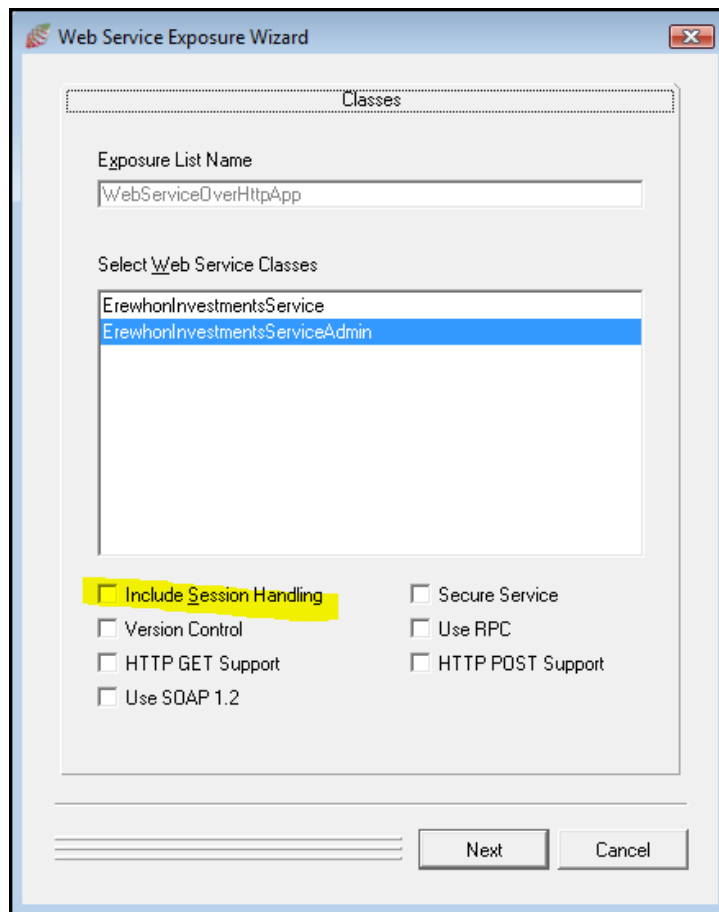 Web Service Exposure Wizard
Classes
Exposure List Name
WebServiceOverHttpApp
Select Web Service Classes
ErewhonInvestmentsService
ErewhonInvestmentsServiceAdmin
Include Session Handling
Secure Service
Version Control
Use RPC
HTTP GET Support
HTTP POST Support
Use SOAP 1.2
Next
Cancel